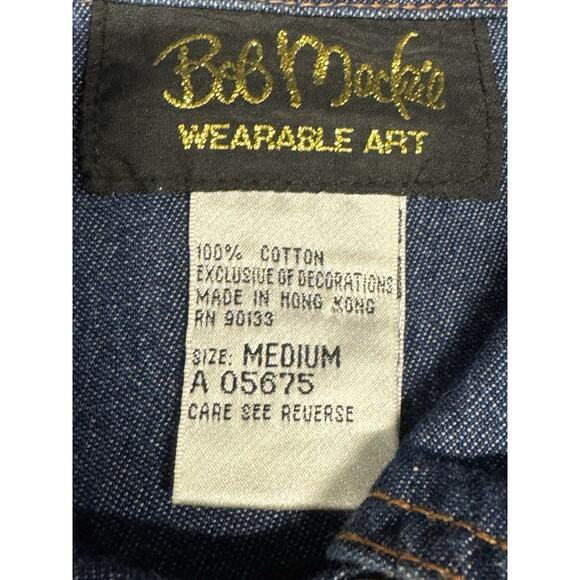 Bob Mackie
WEARABLE ART
100% COTTON
EXCLUSIVE OF DECORATIONS
MADE IN HONG KONG
RN 90133
SIZE: MEDIUM
A 05675
CARE SEE REVERSE